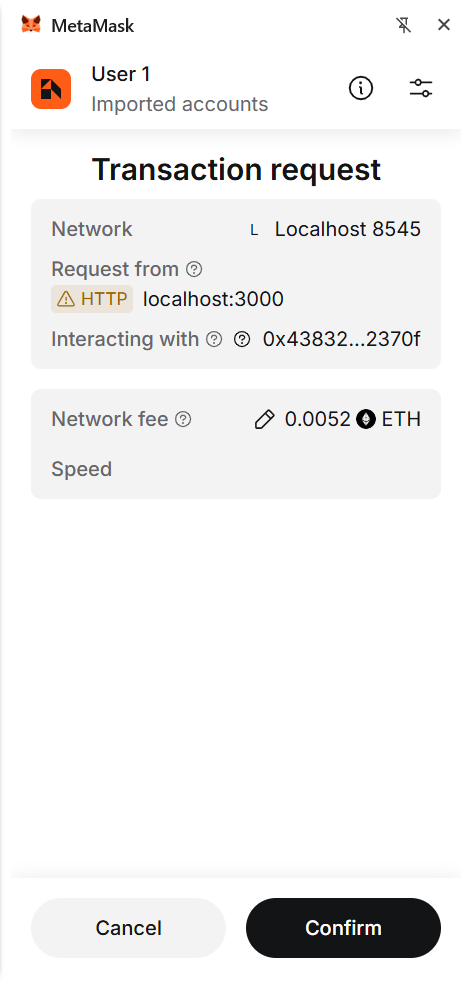 MetaMask
User 1
Imported accounts
Transaction request
Network L Localhost 8545
Request from
HTTP localhost:3000
Interacting with 0x43832...2370f
Network fee 0.0052 ETH
Speed
Cancel Confirm